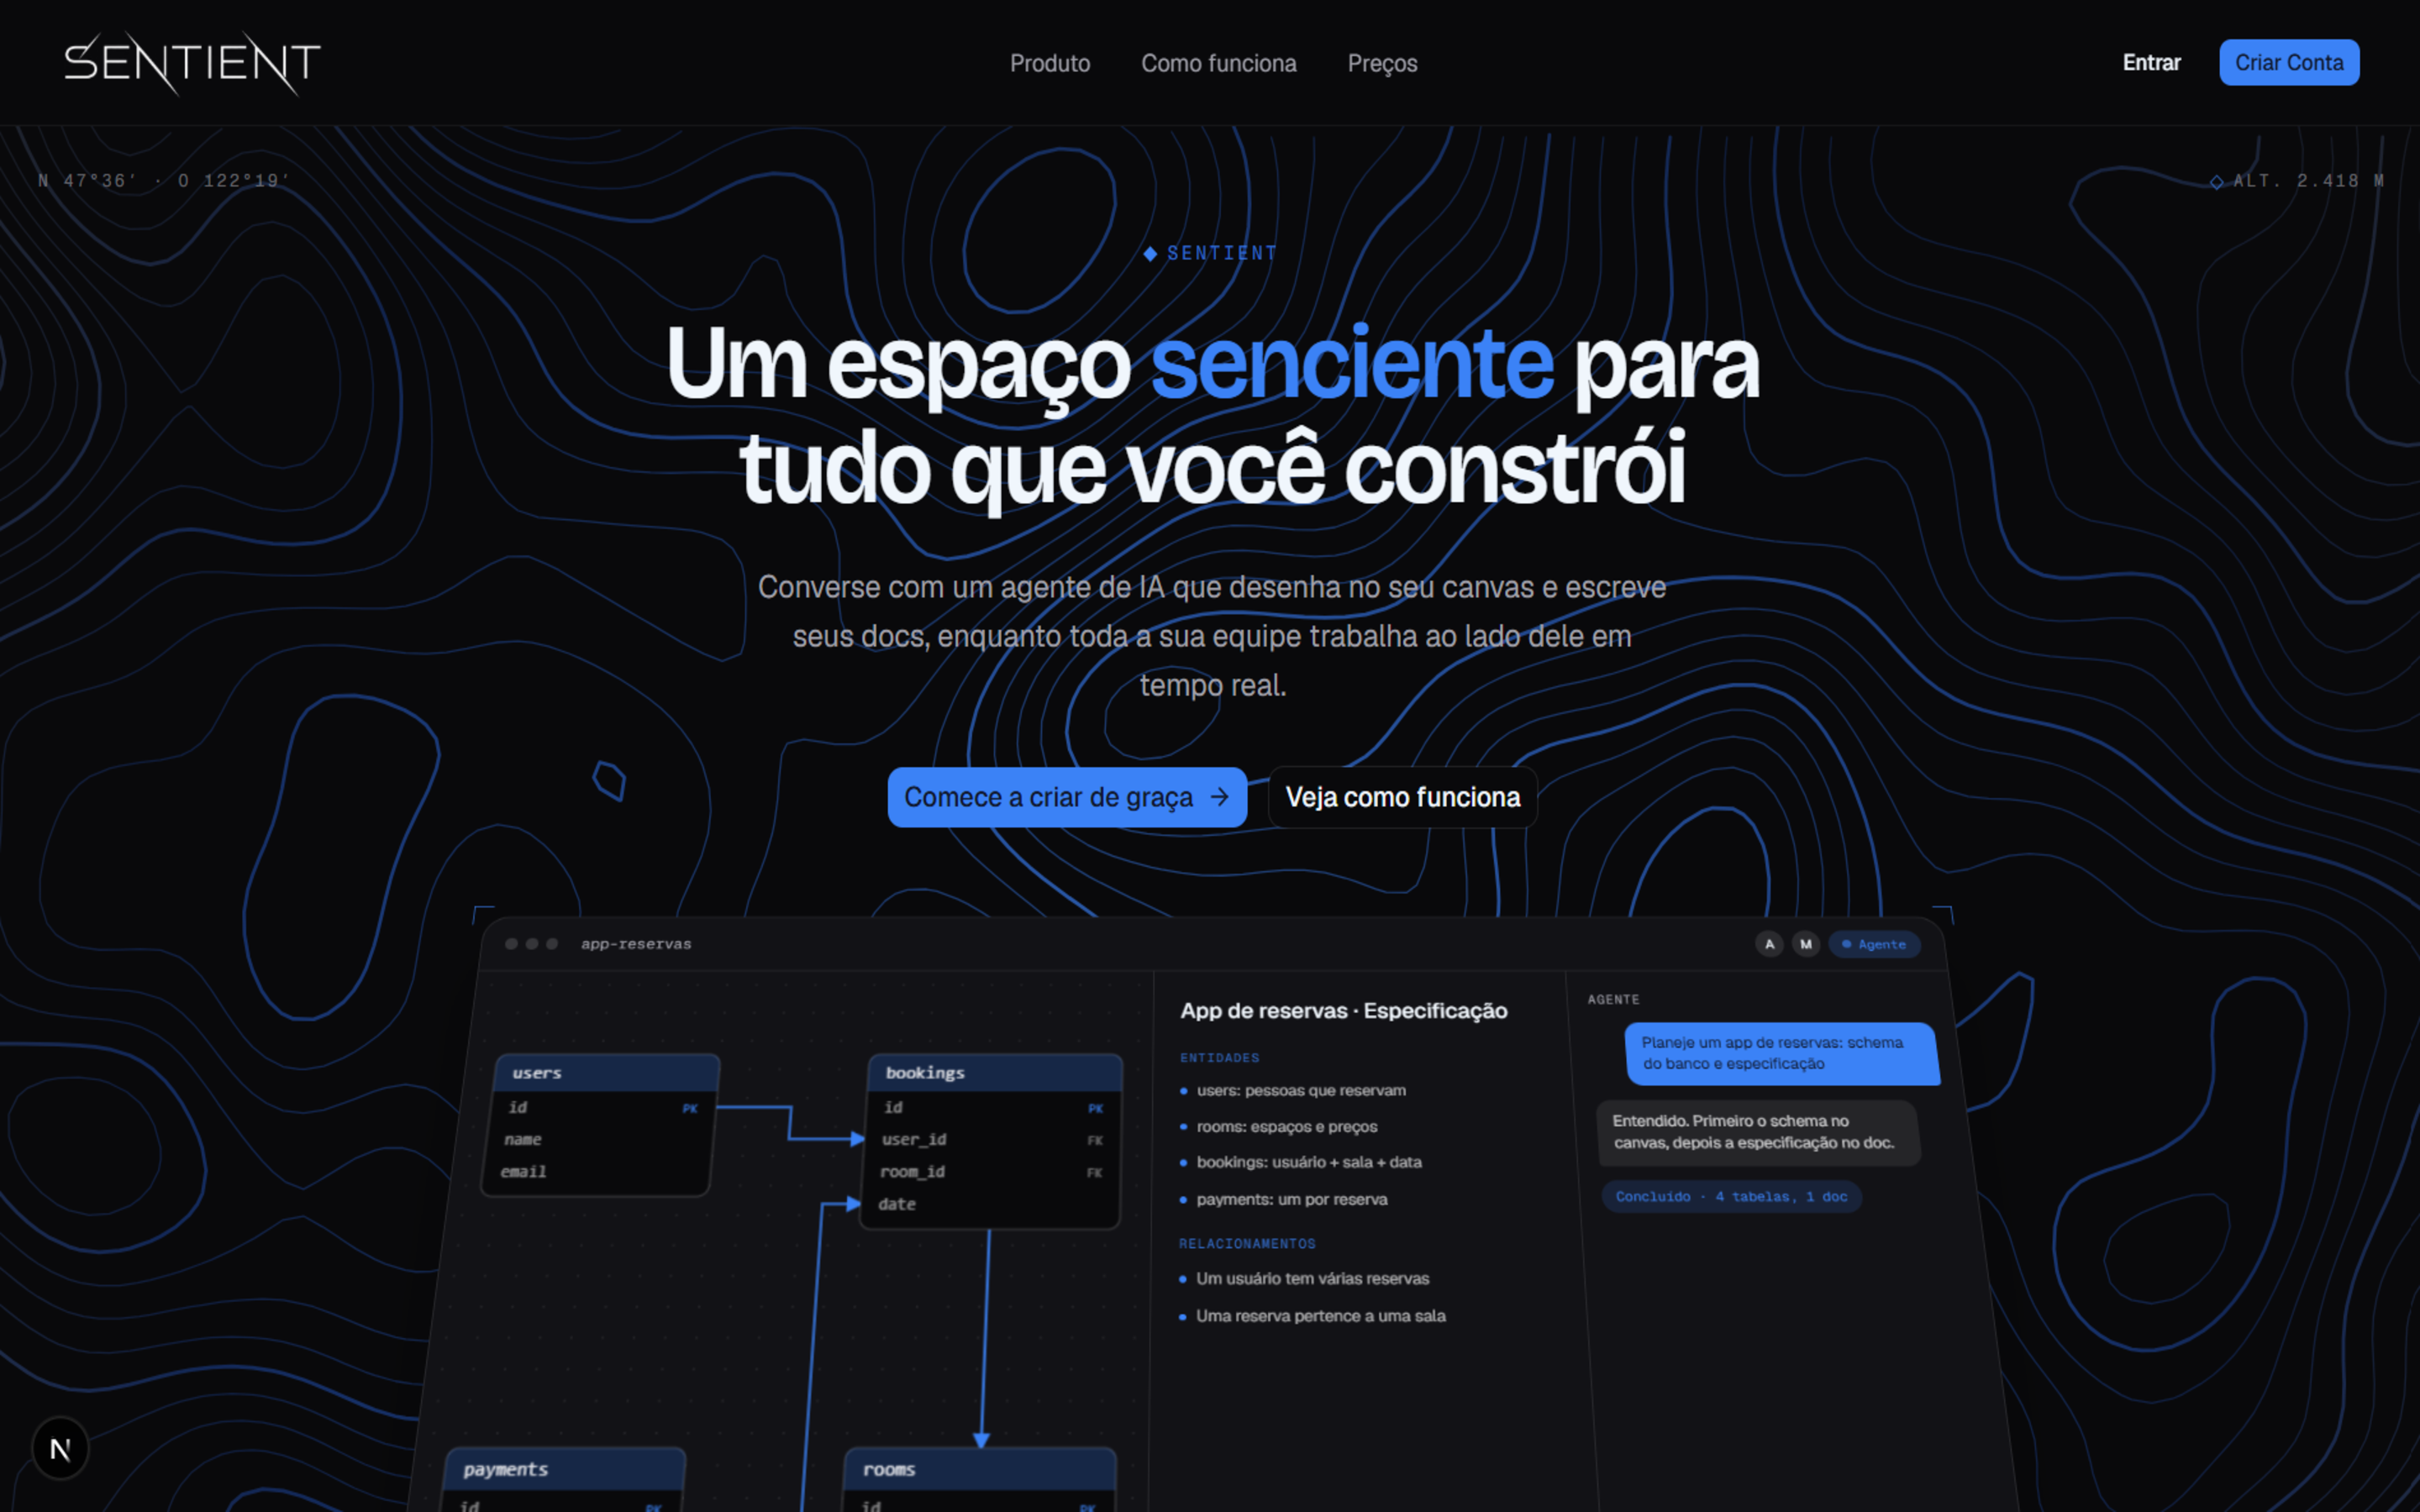 SENTIENT
Produto
Como funciona
Preços
Entrar
Criar Conta
N 47°36′ · O 122°19′
◇ ALT. 2.418 M
◆ SENTIENT
Um espaço senciente para
tudo que você constrói
Converse com um agente de IA que desenha no seu canvas e escreve
seus docs, enquanto toda a sua equipe trabalha ao lado dele em
tempo real.
Comece a criar de graça →
Veja como funciona
app-reservas
A
M
Agente
users
id PK
name
email
bookings
id PK
user_id FK
room_id FK
date
payments
id PK
rooms
id PK
App de reservas · Especificação
ENTIDADES
users: pessoas que reservam
rooms: espaços e preços
bookings: usuário + sala + data
payments: um por reserva
RELACIONAMENTOS
Um usuário tem várias reservas
Uma reserva pertence a uma sala
AGENTE
Planeje um app de reservas: schema
do banco e especificação
Entendido. Primeiro o schema no
canvas, depois a especificação no doc.
Concluído · 4 tabelas, 1 doc
N